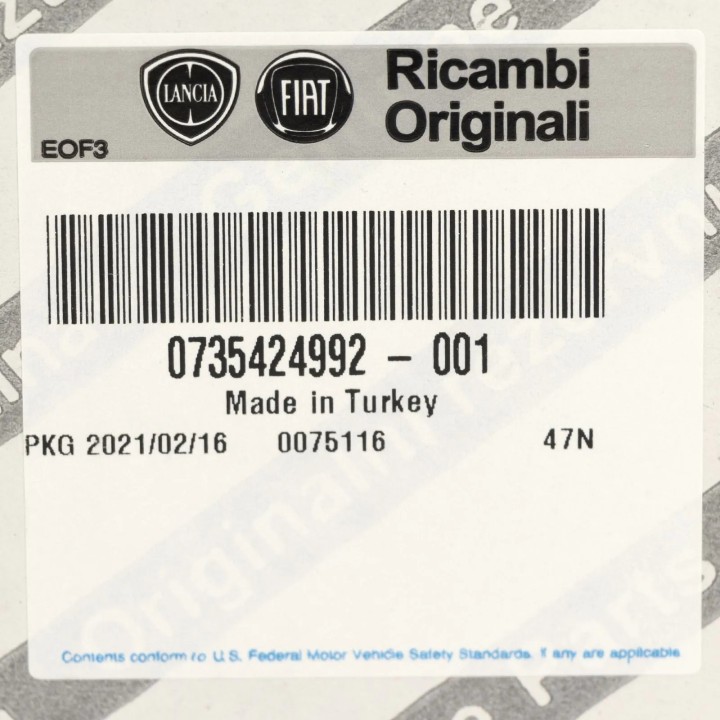 LANCIA FIAT Ricambi
Originali
EOF3
0735424992 - 001
Made in Turkey
PKG 2021/02/16 0075116 47N
Contents conform to U.S. Federal Motor Vehicle Safety Standards. If any are applicable